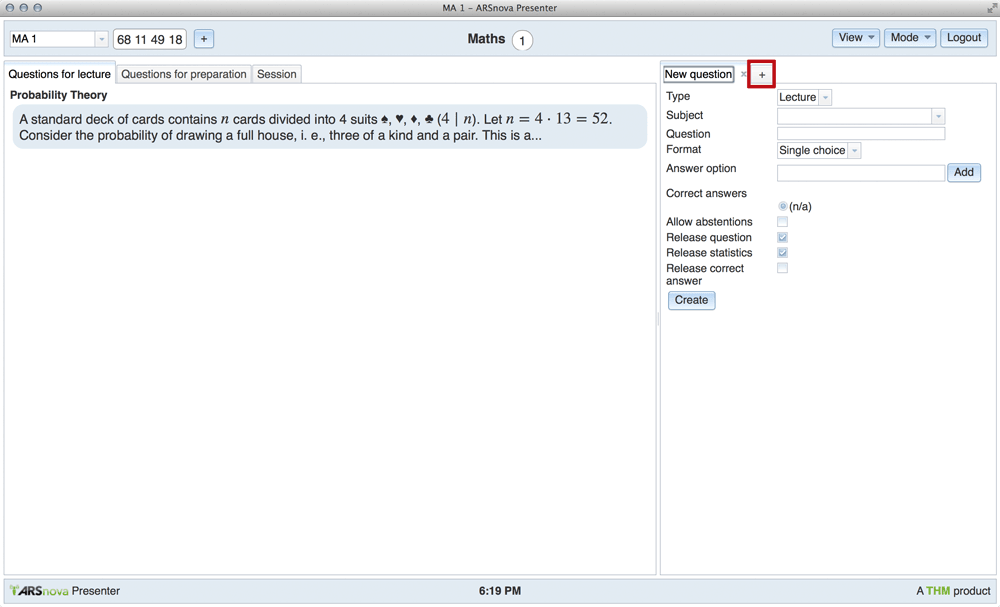 MA 1 – ARSnova Presenter
MA 1
68 11 49 18
+
Maths 1
View
Mode
Logout
Questions for lecture
Questions for preparation
Session
Probability Theory
A standard deck of cards contains n cards divided into 4 suits ♠, ♥, ♦, ♣ (4 | n). Let n = 4 · 13 = 52.
Consider the probability of drawing a full house, i. e., three of a kind and a pair. This is a...
New question
+
Type
Lecture
Subject
Question
Format
Single choice
Answer option
Add
Correct answers
(n/a)
Allow abstentions
Release question
Release statistics
Release correct
answer
Create
ARSnova Presenter
6:19 PM
A THM product